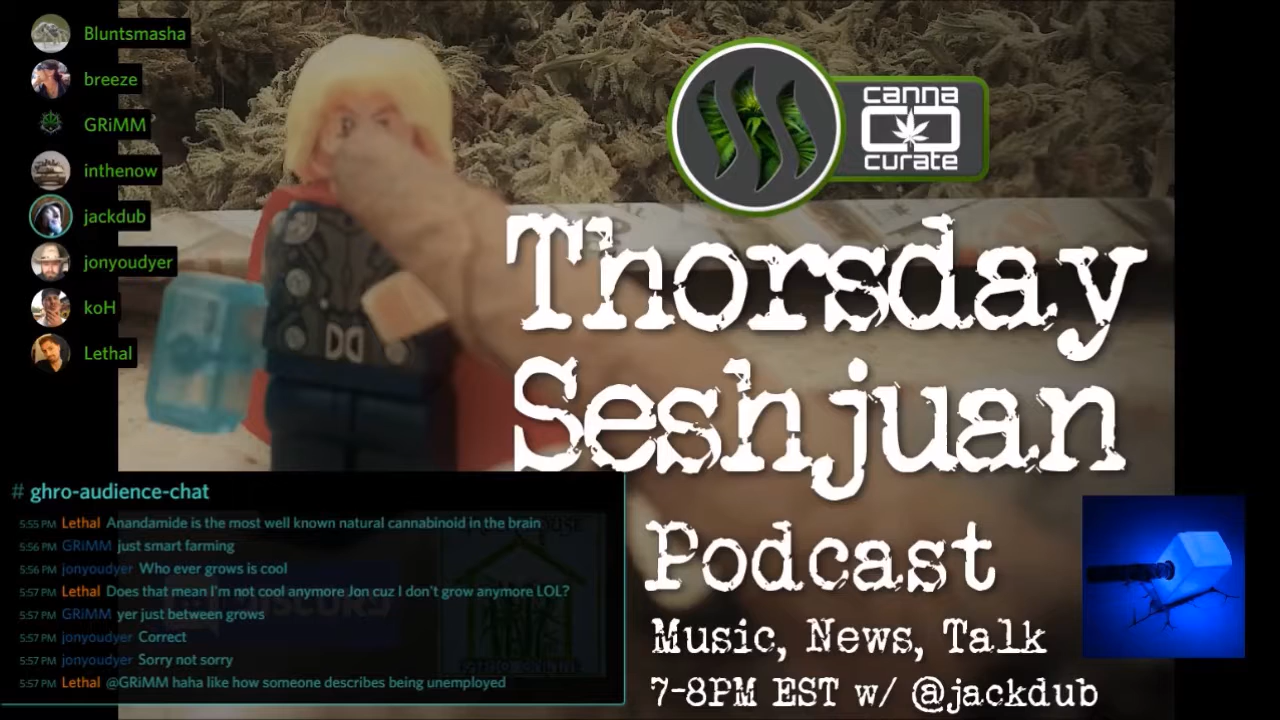 Bluntsmasha
breeze
GRiMM
inthenow
jackdub
jonyoudyer
koH
Lethal
canna
curate
Thorsday
Seshjuan
Podcast
Music, News, Talk
7-8PM EST w/ @jackdub
# ghro-audience-chat
5:55 PM Lethal Anandamide is the most well known natural cannabinoid in the brain
5:56 PM GRiMM just smart farming
5:56 PM jonyoudyer Who ever grows is cool
5:57 PM Lethal Does that mean I'm not cool anymore Jon cuz I don't grow anymore LOL?
5:57 PM GRiMM yer just between grows
5:57 PM jonyoudyer Correct
5:57 PM jonyoudyer Sorry not sorry
5:57 PM Lethal @GRiMM haha like how someone describes being unemployed